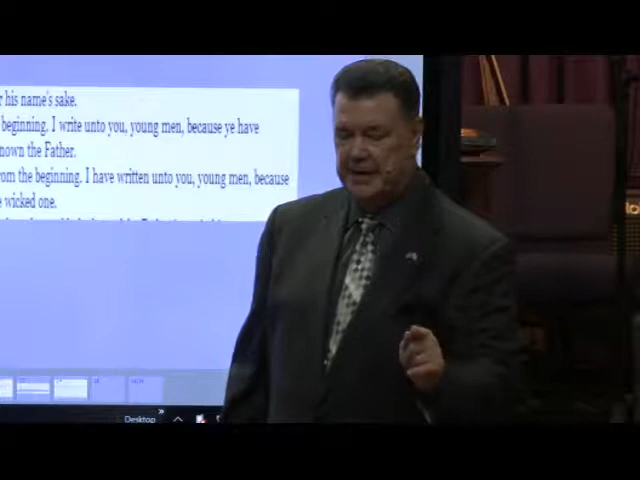 r his name's sake.
beginning. I write unto you, young men, because ye have
nown the Father.
rom the beginning. I have written unto you, young men, because
e wicked one.
Desktop